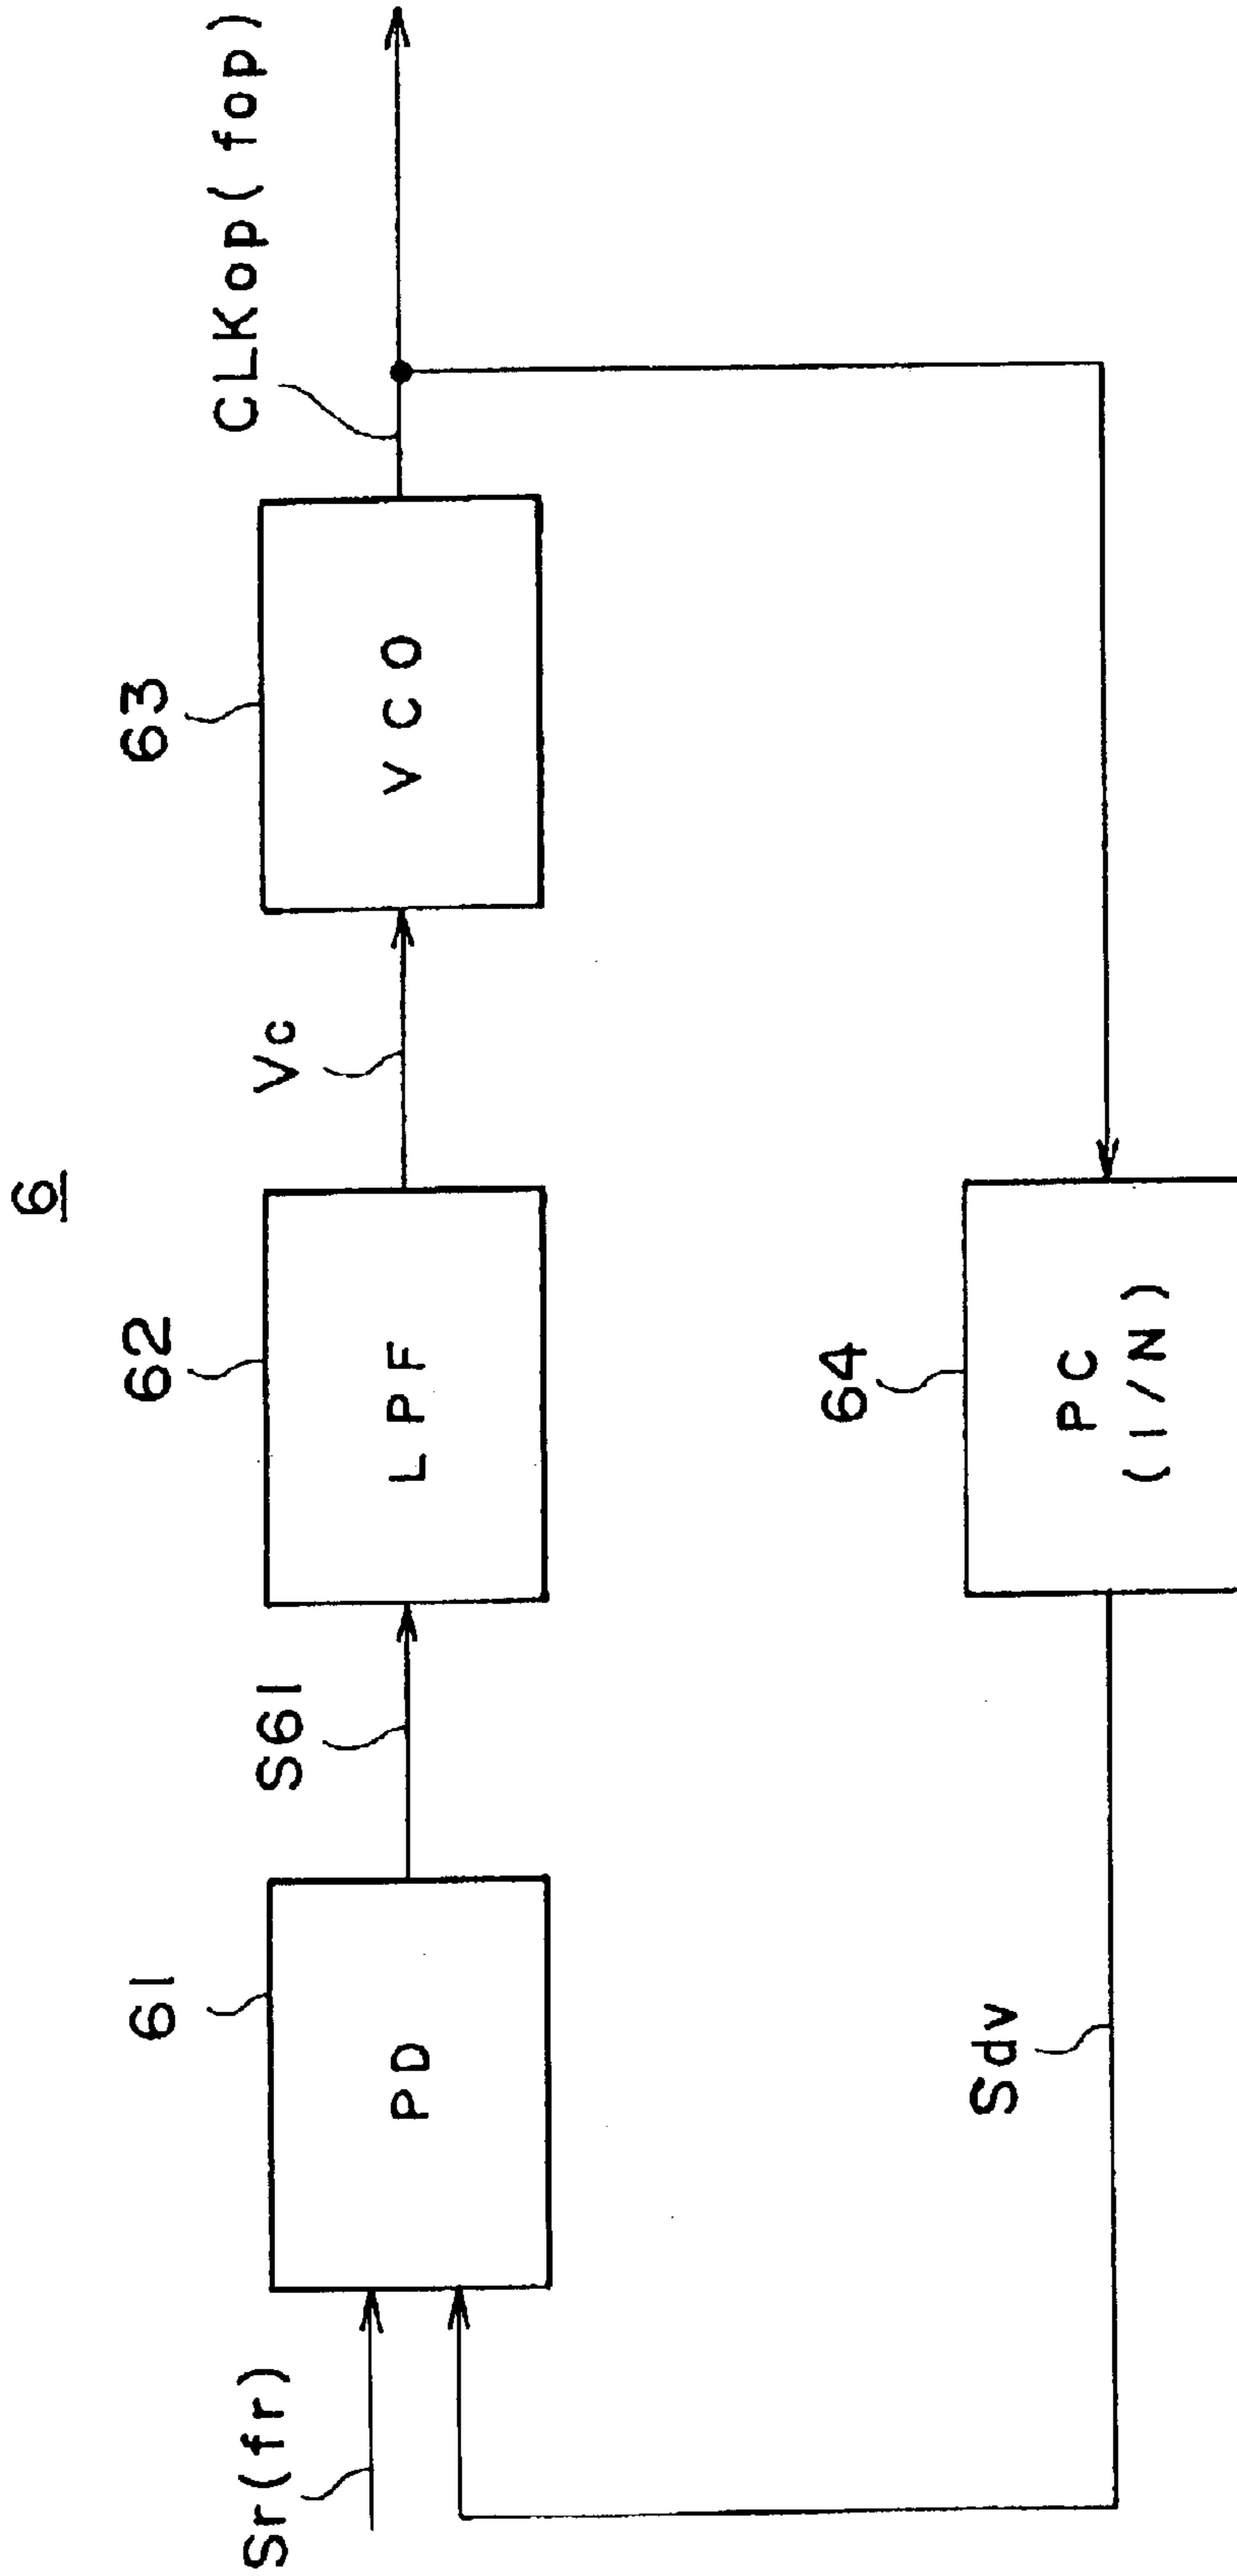 6
61
62
63
Sr(fr)
PD
S61
LPF
Vc
VCO
CLKop(fop)
64
PC
(1/N)
Sdv